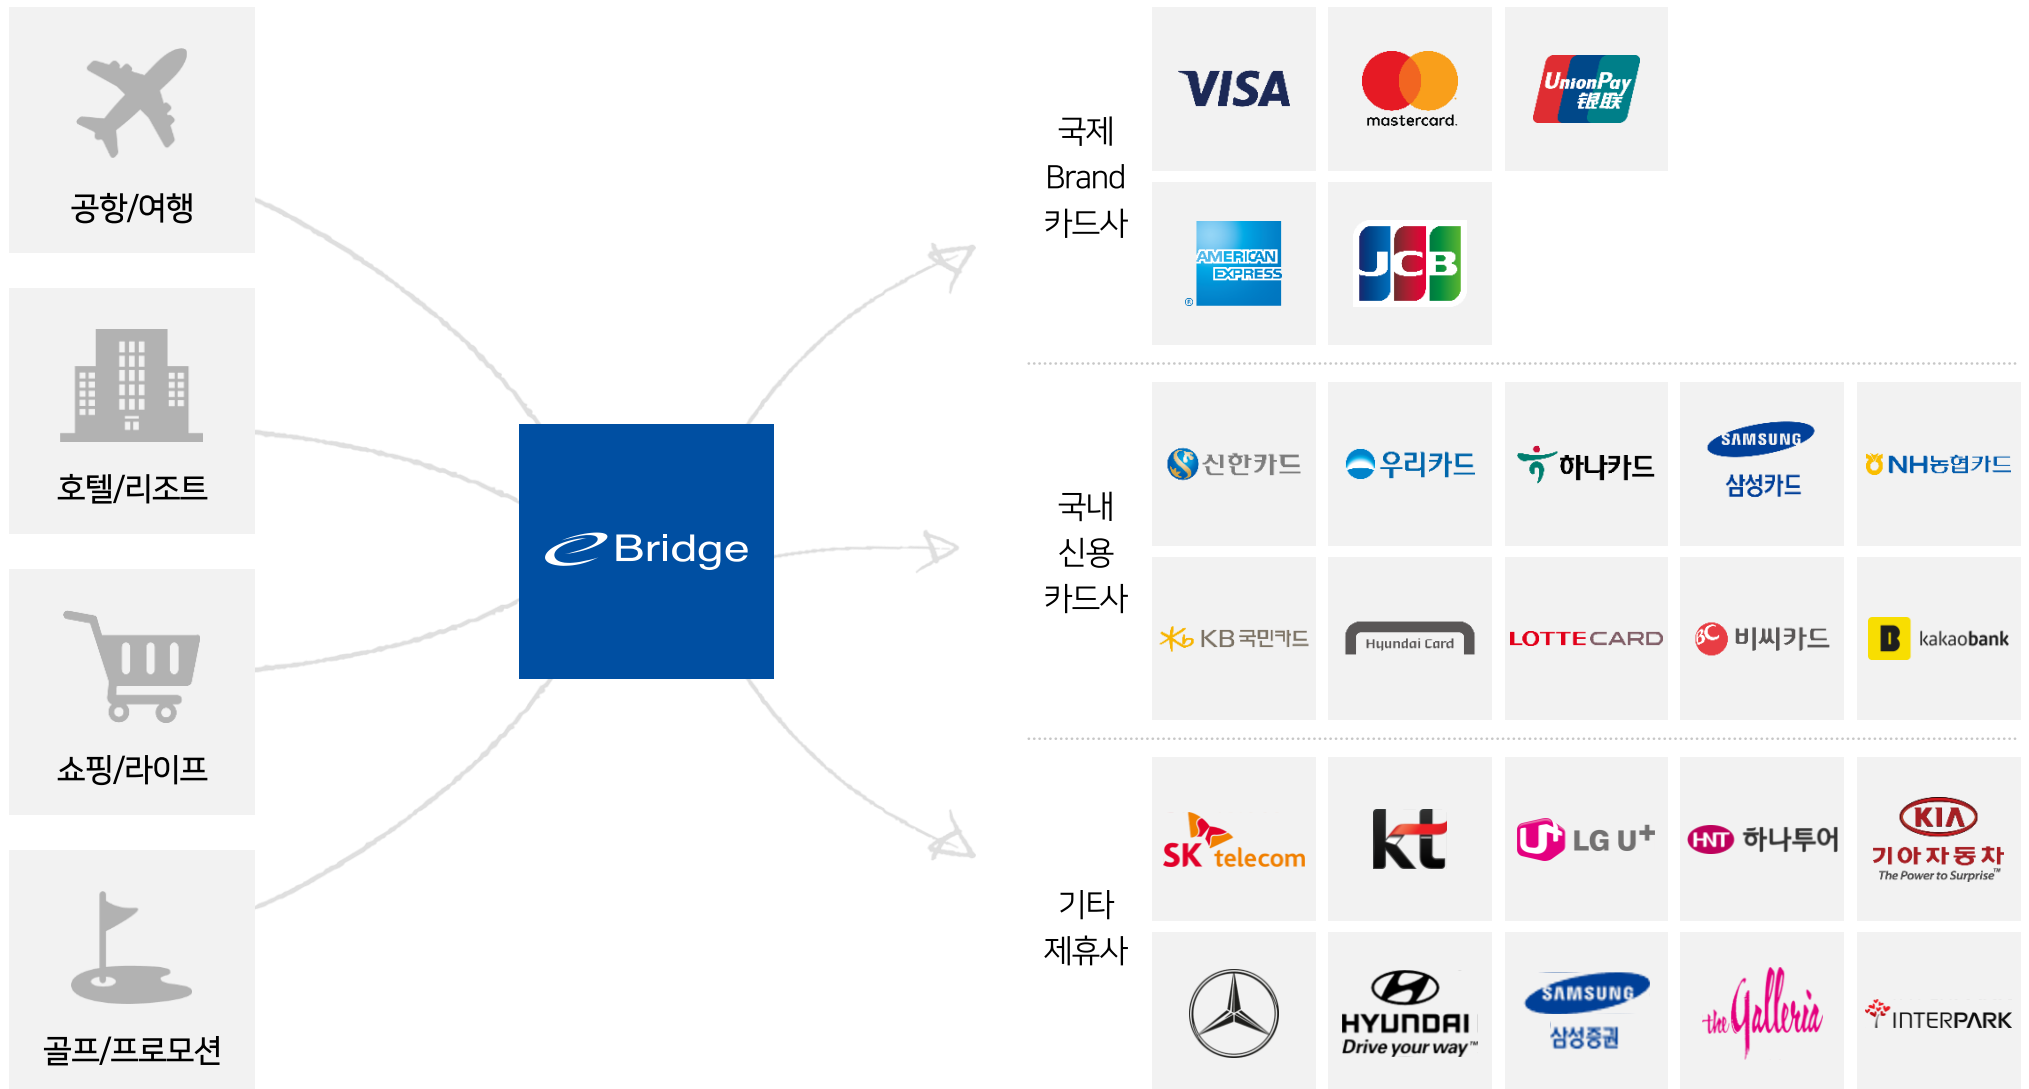 공항/여행
호텔/리조트
쇼핑/라이프
골프/프로모션
e Bridge
국제
Brand
카드사
VISA
mastercard.
UnionPay
银联
AMERICAN
EXPRESS
®
JCB
국내
신용
카드사
신한카드
우리카드
하나카드
SAMSUNG
삼성카드
NH농협카드
Kb KB국민카드
Hyundai Card
LOTTE CARD
BC 비씨카드
B kakaobank
기타
제휴사
SK telecom
kt
U+ LG U+
HNT 하나투어
KIA
기아자동차
The Power to Surprise™
HYUNDAI
Drive your way™
SAMSUNG
삼성증권
the Galleria
INTERPARK